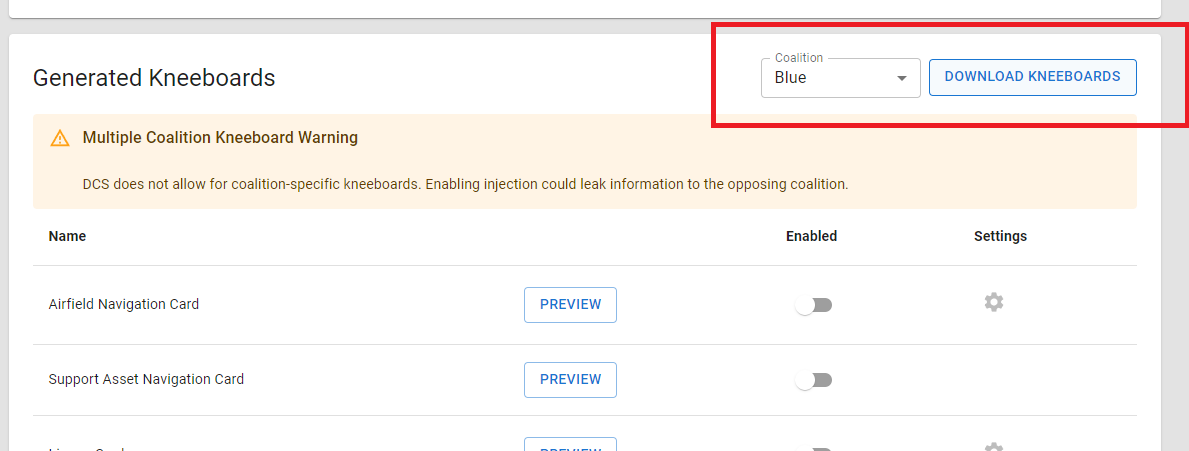 Generated Kneeboards
Coalition
Blue
DOWNLOAD KNEEBOARDS
Multiple Coalition Kneeboard Warning
DCS does not allow for coalition-specific kneeboards. Enabling injection could leak information to the opposing coalition.
Name Enabled Settings
Airfield Navigation Card PREVIEW
Support Asset Navigation Card PREVIEW
PREVIEW